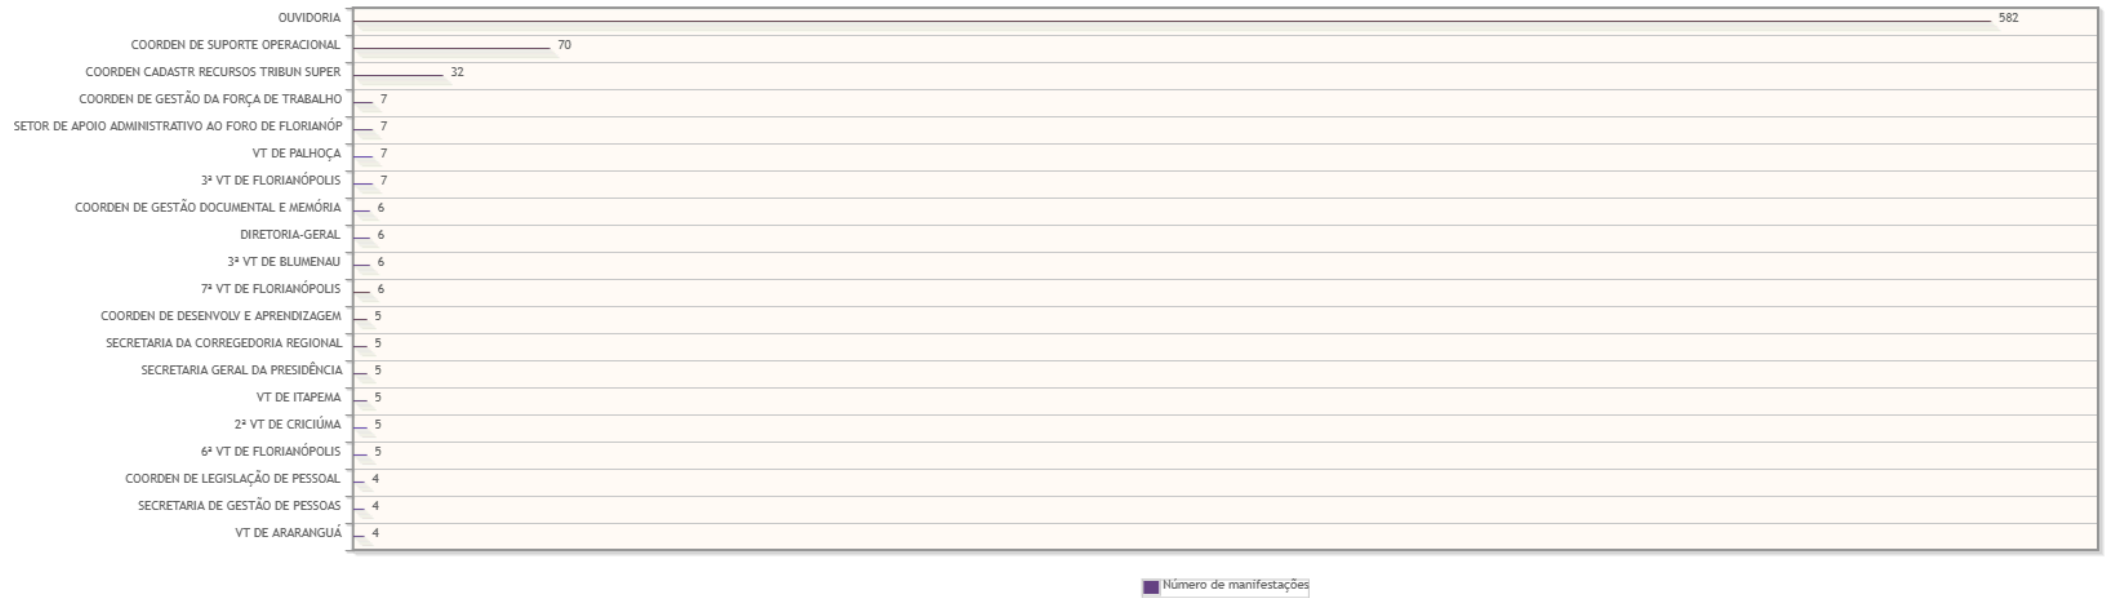 OUVIDORIA 582
COORDEN DE SUPORTE OPERACIONAL 70
COORDEN CADASTR RECURSOS TRIBUN SUPER 32
COORDEN DE GESTÃO DA FORÇA DE TRABALHO 7
SETOR DE APOIO ADMINISTRATIVO AO FORO DE FLORIANÓP 7
VT DE PALHOÇA 7
3ª VT DE FLORIANÓPOLIS 7
COORDEN DE GESTÃO DOCUMENTAL E MEMÓRIA 6
DIRETORIA-GERAL 6
3ª VT DE BLUMENAU 6
7ª VT DE FLORIANÓPOLIS 6
COORDEN DE DESENVOLV E APRENDIZAGEM 5
SECRETARIA DA CORREGEDORIA REGIONAL 5
SECRETARIA GERAL DA PRESIDÊNCIA 5
VT DE ITAPEMA 5
2ª VT DE CRICIÚMA 5
6ª VT DE FLORIANÓPOLIS 5
COORDEN DE LEGISLAÇÃO DE PESSOAL 4
SECRETARIA DE GESTÃO DE PESSOAS 4
VT DE ARARANGUÁ 4
Número de manifestações